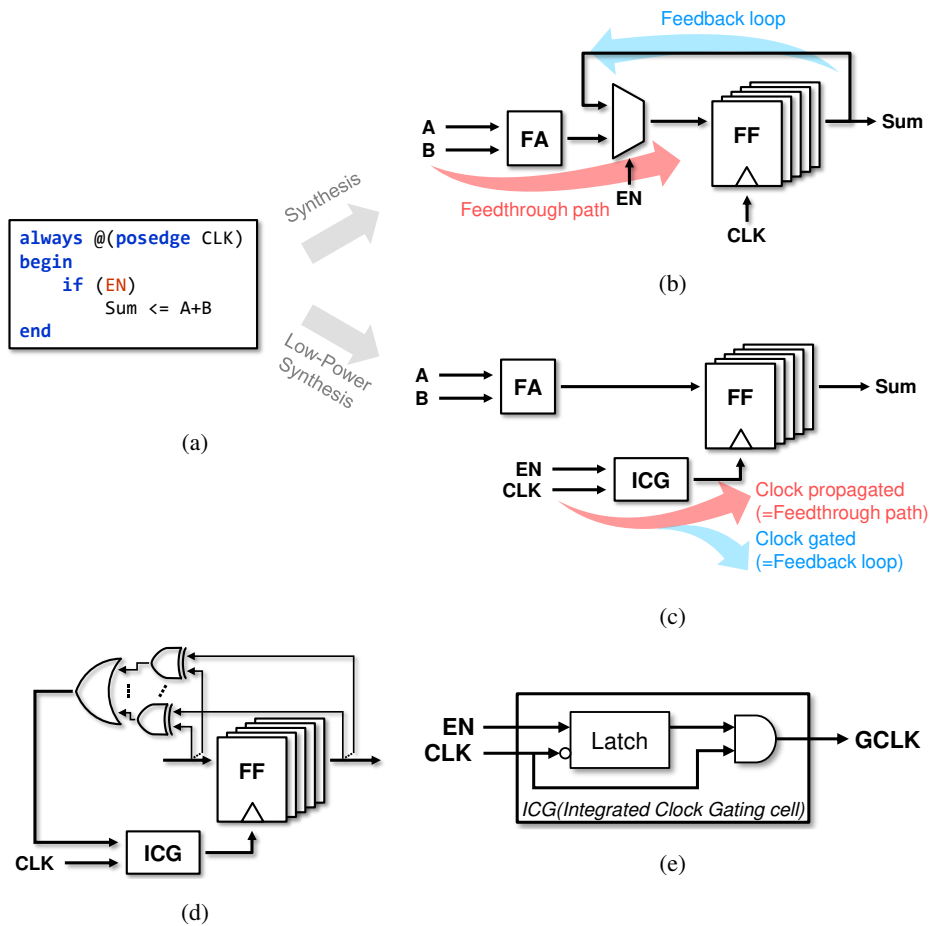 always @(posedge CLK)
begin
if (EN)
Sum <= A+B
end
(a)
Synthesis
Low-Power
Synthesis
Feedback loop
A
B
FA
FF
Sum
EN
Feedthrough path
CLK
(b)
A
B
FA
FF
Sum
EN
CLK
ICG
Clock propagated
(=Feedthrough path)
Clock gated
(=Feedback loop)
(c)
FF
CLK
ICG
(d)
EN
CLK
Latch
GCLK
ICG(Integrated Clock Gating cell)
(e)